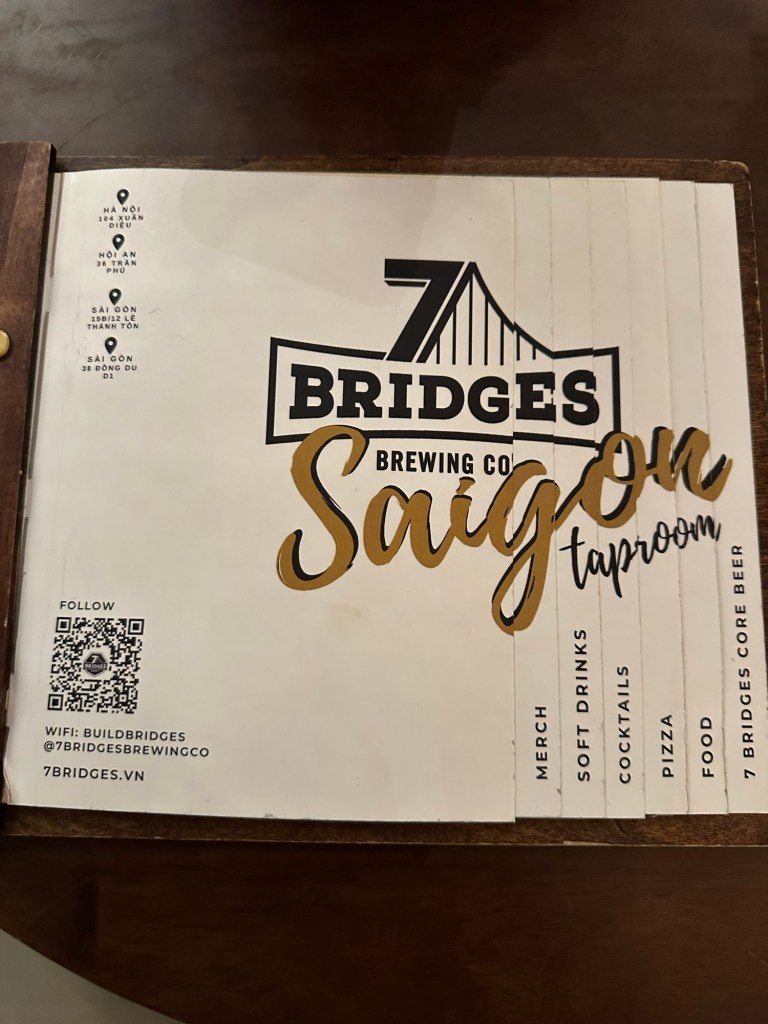 HÀ NỘI
104 XUÂN
DIỆU
HỘI AN
36 TRẦN
PHÚ
SÀI GÒN
15B/12 LÊ
THÁNH TÔN
SÀI GÒN
38 ĐÔNG DU
D1
7
BRIDGES
BREWING CO
Saigon
taproom
FOLLOW
7
BRIDGES
WIFI: BUILDBRIDGES
@7BRIDGESBREWINGCO
7BRIDGES.VN
MERCH
SOFT DRINKS
COCKTAILS
PIZZA
FOOD
7 BRIDGES CORE BEER